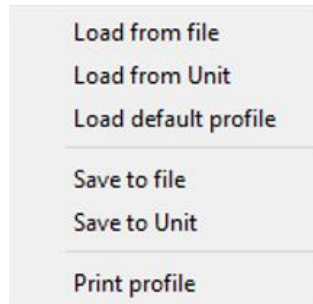 Load from file
Load from Unit
Load default profile
Save to file
Save to Unit
Print profile